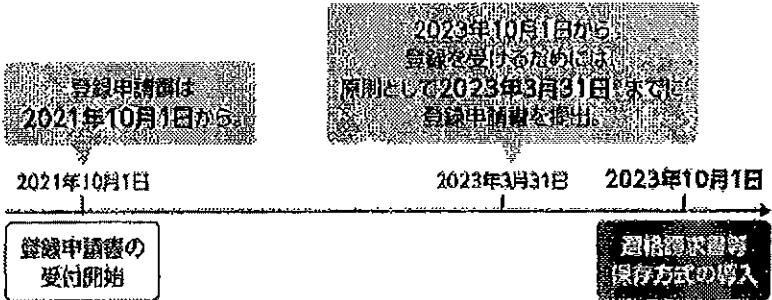 2023年10月1日から
登録を受けるためには
原則として2023年3月31日までに
登録申請書を提出。
登録申請書は
2021年10月1日から
2021年10月1日
2023年3月31日
2023年10月1日
登録申請書の
受付開始
適格請求書等
保存方式の導入